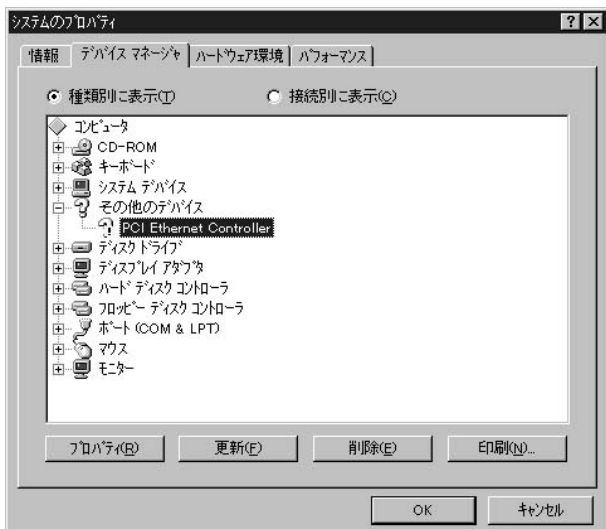 システムのプロパティ
情報 デバイス マネージャ ハードウェア環境 パフォーマンス
種類別に表示(T) 接続別に表示(C)
コンピュータ
CD-ROM
キーボード
システム デバイス
その他のデバイス
PCI Ethernet Controller
ディスク ドライブ
ディスプレイ アダプタ
ハード ディスク コントローラ
フロッピー ディスク コントローラ
ポート (COM & LPT)
マウス
モニター
プロパティ(R) 更新(F) 削除(E) 印刷(N)...
OK キャンセル